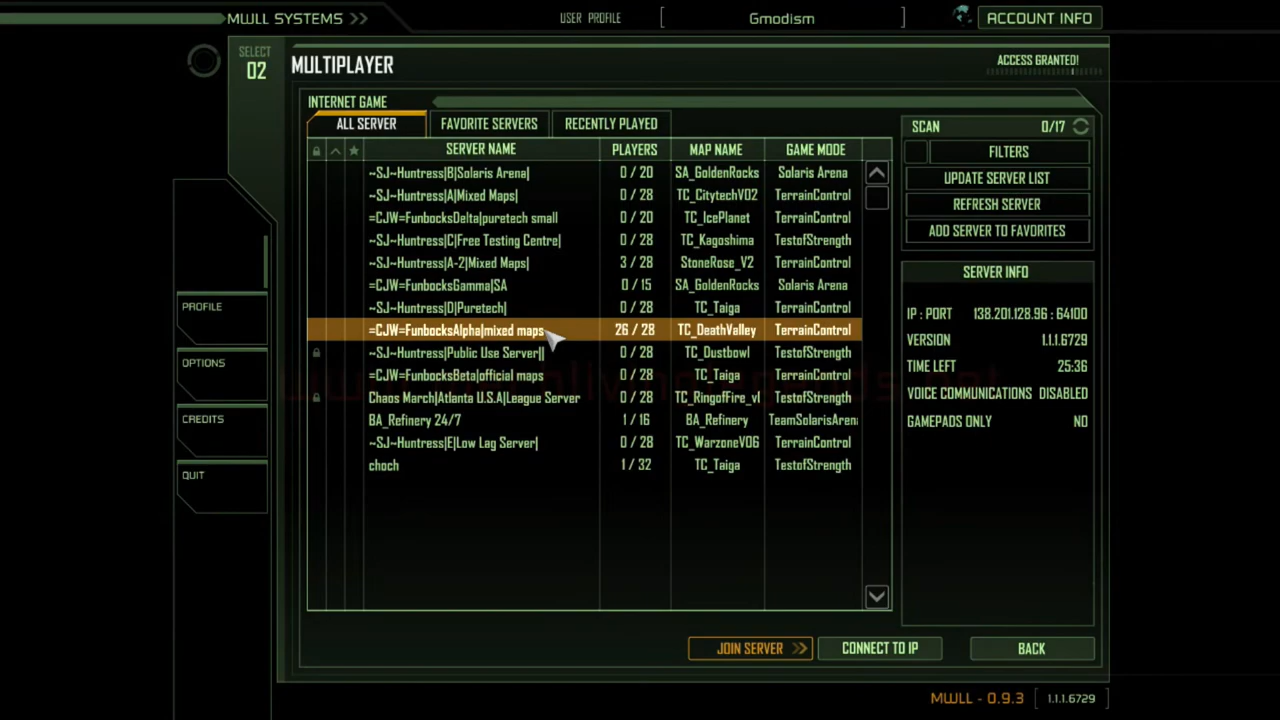 MWLL SYSTEMS >>
USER PROFILE
Gmodism
ACCOUNT INFO
SELECT
02
MULTIPLAYER
ACCESS GRANTED!
INTERNET GAME
ALL SERVER FAVORITE SERVERS RECENTLY PLAYED
SERVER NAME PLAYERS MAP NAME GAME MODE
~SJ~Huntress|B|Solaris Arena| 0 / 20 SA_GoldenRocks Solaris Arena
~SJ~Huntress|A|Mixed Maps| 0 / 28 TC_CitytechV02 TerrainControl
=CJW=FunbocksDelta|puretech small 0 / 20 TC_IcePlanet TerrainControl
~SJ~Huntress|C|Free Testing Centre| 0 / 28 TC_Kagoshima TestofStrength
~SJ~Huntress|A-2|Mixed Maps| 3 / 28 StoneRose_V2 TerrainControl
=CJW=FunbocksGamma|SA 0 / 15 SA_GoldenRocks Solaris Arena
~SJ~Huntress|D|Puretech| 0 / 28 TC_Taiga TerrainControl
=CJW=FunbocksAlpha|mixed maps 26 / 28 TC_DeathValley TerrainControl
~SJ~Huntress|Public Use Server|| 0 / 28 TC_Dustbowl TestofStrength
=CJW=FunbocksBeta|official maps 0 / 28 TC_Taiga TerrainControl
Chaos March|Atlanta U.S.A|League Server 0 / 28 TC_RingofFire_v1 TestofStrength
BA_Refinery 24/7 1 / 16 BA_Refinery TeamSolarisArena
~SJ~Huntress|E|Low Lag Server| 0 / 28 TC_WarzoneV06 TerrainControl
choch 1 / 32 TC_Taiga TestofStrength
SCAN 0/17
FILTERS
UPDATE SERVER LIST
REFRESH SERVER
ADD SERVER TO FAVORITES
SERVER INFO
IP : PORT 138.201.128.96 : 64100
VERSION 1.1.1.6729
TIME LEFT 25:36
VOICE COMMUNICATIONS DISABLED
GAMEPADS ONLY NO
PROFILE
OPTIONS
CREDITS
QUIT
JOIN SERVER >>
CONNECT TO IP
BACK
MWLL - 0.9.3 [ 1.1.1.6729 ]